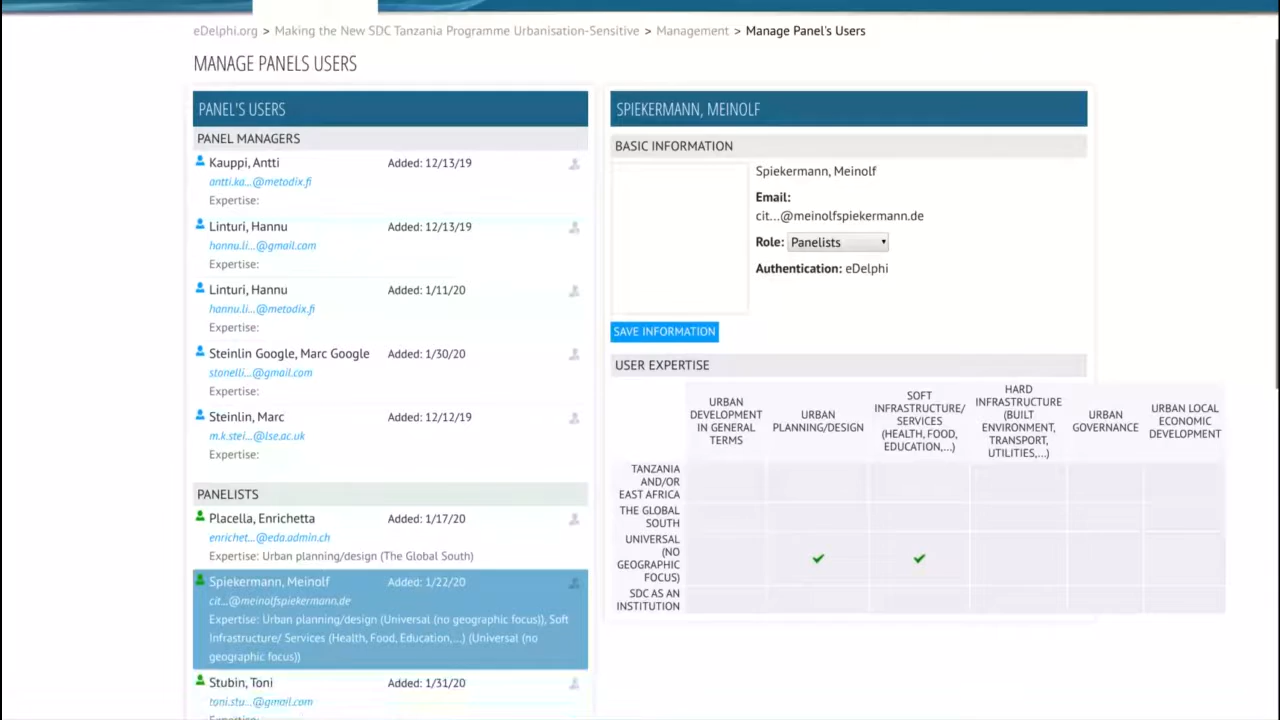 eDelphi.org > Making the New SDC Tanzania Programme Urbanisation-Sensitive > Management > Manage Panel's Users
MANAGE PANELS USERS
PANEL'S USERS
PANEL MANAGERS
Kauppi, Antti Added: 12/13/19
antti.ka...@metodix.fi
Expertise:
Linturi, Hannu Added: 12/13/19
hannu.li...@gmail.com
Expertise:
Linturi, Hannu Added: 1/11/20
hannu.li...@metodix.fi
Expertise:
Steinlin Google, Marc Google Added: 1/30/20
stonelli...@gmail.com
Expertise:
Steinlin, Marc Added: 12/12/19
m.k.stei...@lse.ac.uk
Expertise:
PANELISTS
Placella, Enrichetta Added: 1/17/20
enrichet...@eda.admin.ch
Expertise: Urban planning/design (The Global South)
Spiekermann, Meinolf Added: 1/22/20
cit...@meinolfspiekermann.de
Expertise: Urban planning/design (Universal (no geographic focus)), Soft
Infrastructure/ Services (Health, Food, Education,...) (Universal (no
geographic focus))
Stubin, Toni Added: 1/31/20
toni.stu...@gmail.com
Expertise:
SPIEKERMANN, MEINOLF
BASIC INFORMATION
Spiekermann, Meinolf
Email:
cit...@meinolfspiekermann.de
Role: Panelists
Authentication: eDelphi
SAVE INFORMATION
USER EXPERTISE
URBAN
DEVELOPMENT
IN GENERAL
TERMS
URBAN
PLANNING/DESIGN
SOFT
INFRASTRUCTURE/
SERVICES
(HEALTH, FOOD,
EDUCATION,...)
HARD
INFRASTRUCTURE
(BUILT
ENVIRONMENT,
TRANSPORT,
UTILITIES,...)
URBAN
GOVERNANCE
URBAN LOCAL
ECONOMIC
DEVELOPMENT
TANZANIA
AND/OR
EAST AFRICA
THE GLOBAL
SOUTH
UNIVERSAL
(NO
GEOGRAPHIC
FOCUS)
SDC AS AN
INSTITUTION